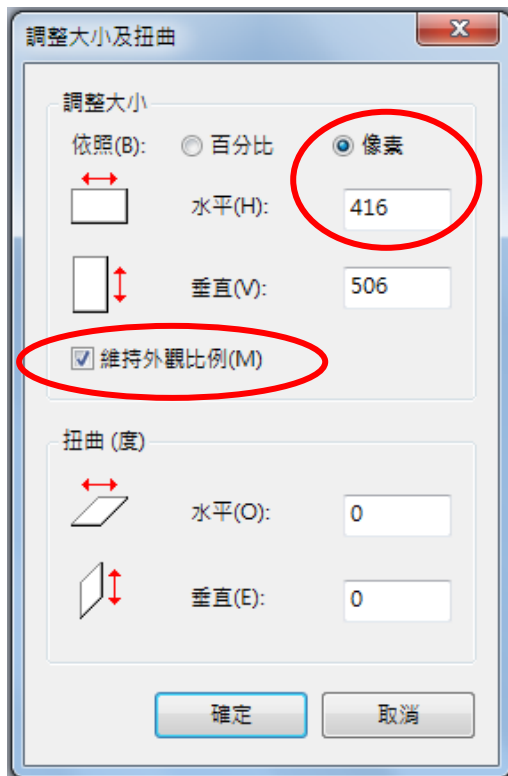 調整大小及扭曲
調整大小
依照(B): 百分比 像素
水平(H): 416
垂直(V): 506
維持外觀比例(M)
扭曲 (度)
水平(O): 0
垂直(E): 0
確定 取消